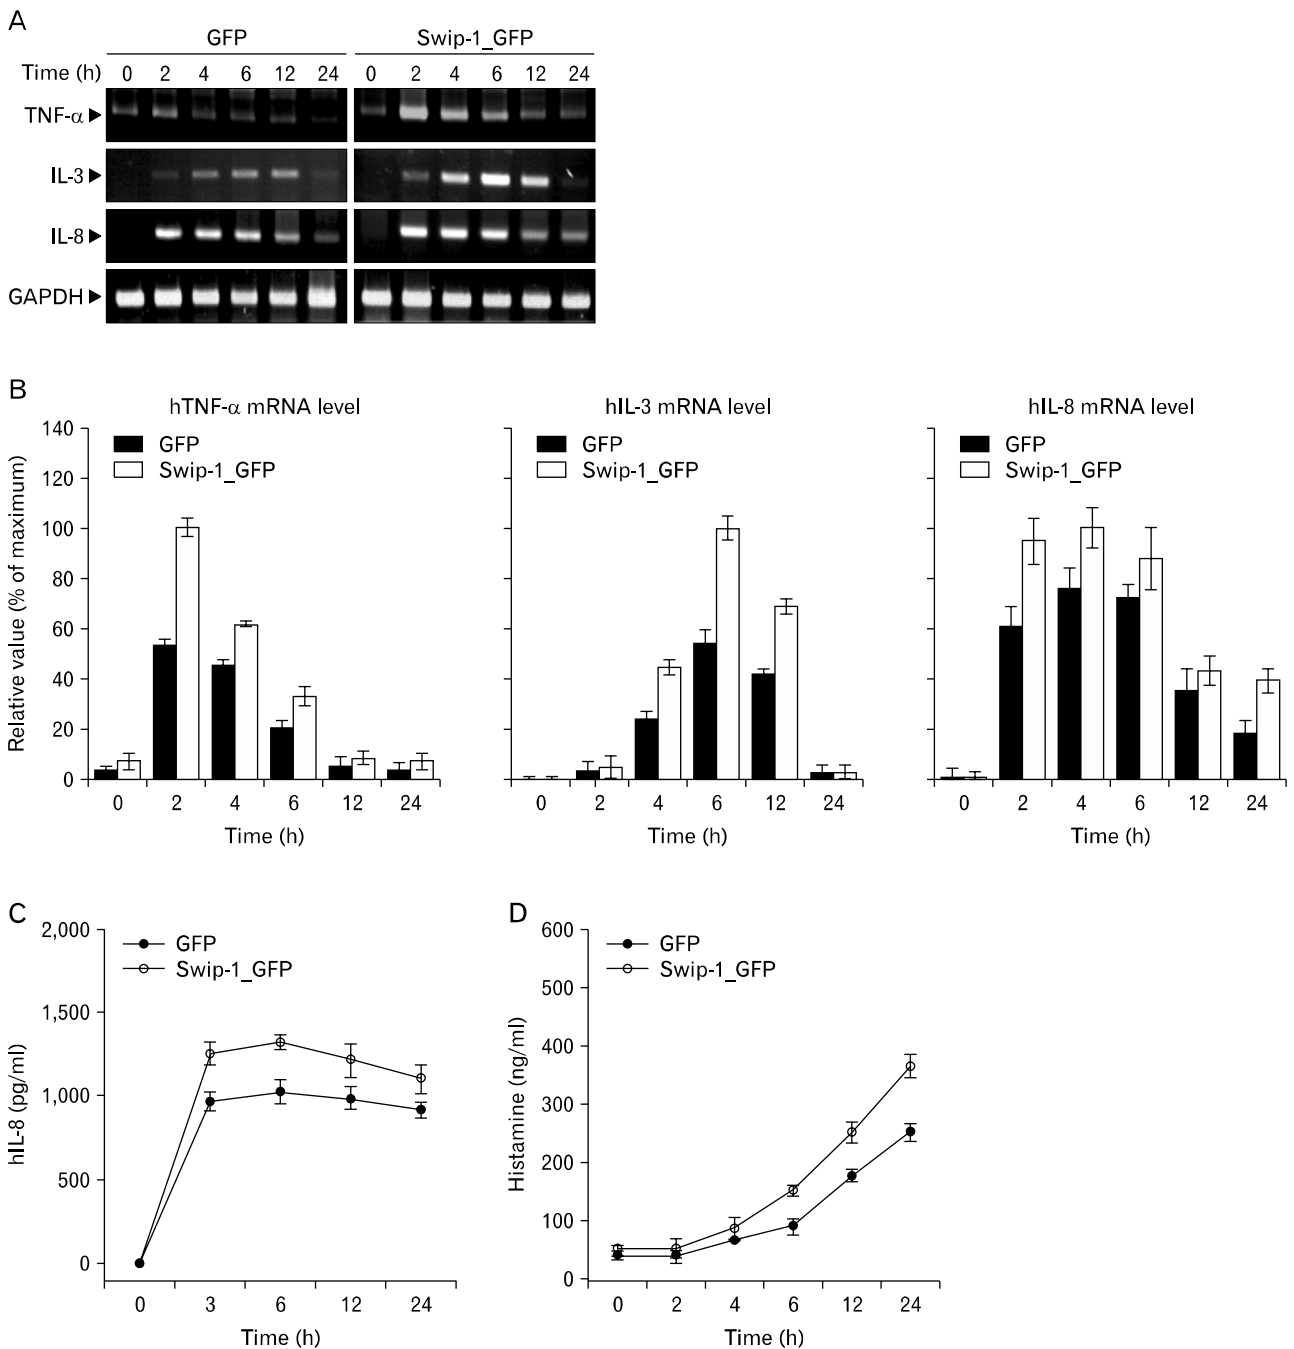 A
GFP Swip-1_GFP
Time (h) 0 2 4 6 12 24 0 2 4 6 12 24
TNF-α
IL-3
IL-8
GAPDH
B
hTNF-α mRNA level
GFP
Swip-1_GFP
Relative value (% of maximum)
140
120
100
80
60
40
20
0
0 2 4 6 12 24
Time (h)
hIL-3 mRNA level
GFP
Swip-1_GFP
0 2 4 6 12 24
Time (h)
hIL-8 mRNA level
GFP
Swip-1_GFP
0 2 4 6 12 24
Time (h)
C
GFP
Swip-1_GFP
hIL-8 (pg/ml)
2,000
1,500
1,000
500
0
0 3 6 12 24
Time (h)
D
GFP
Swip-1_GFP
Histamine (ng/ml)
600
500
400
300
200
100
0
0 2 4 6 12 24
Time (h)